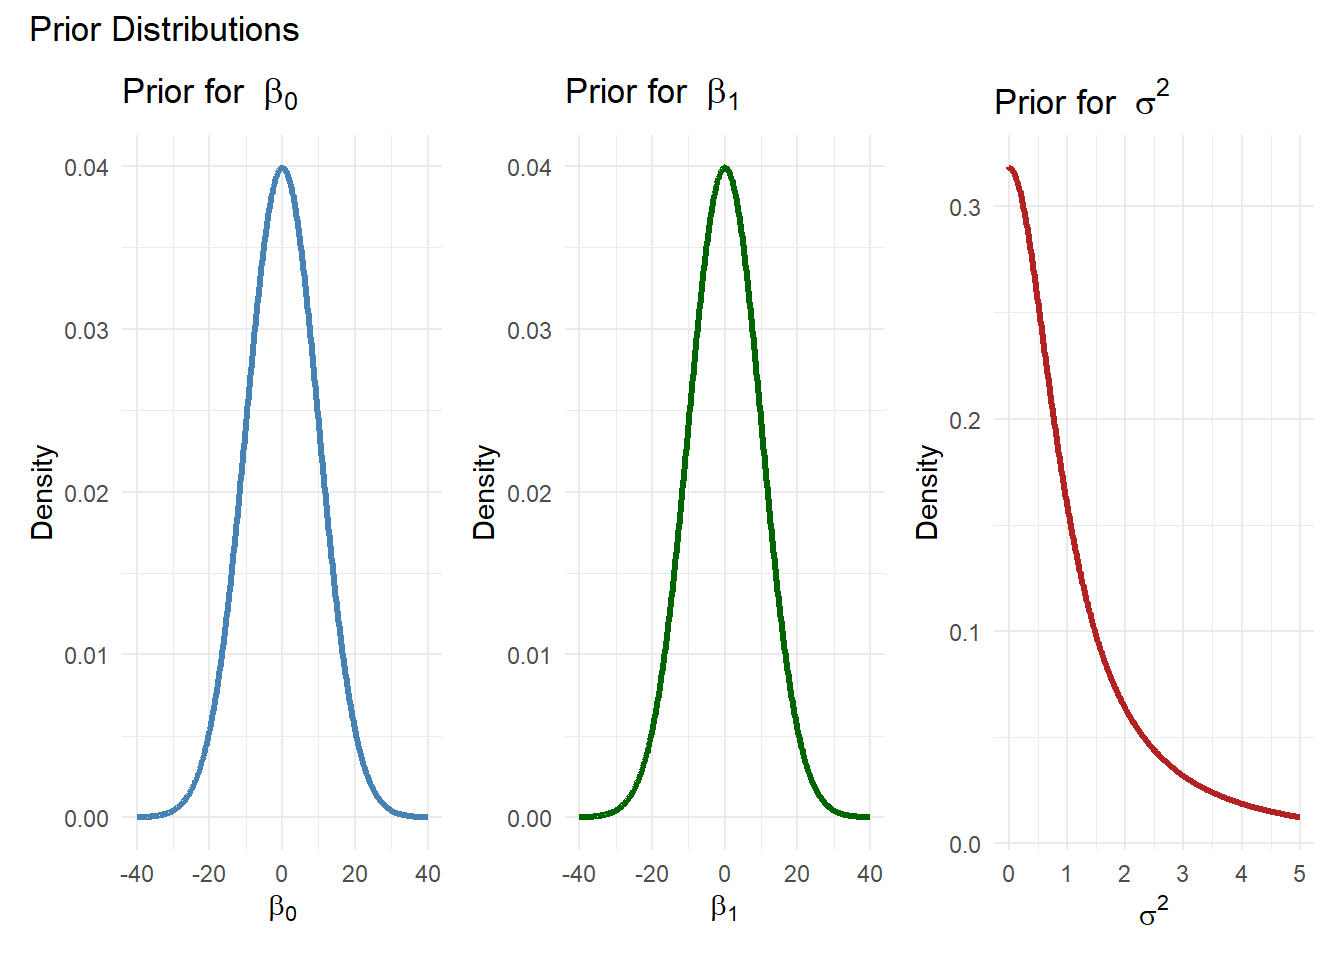 Prior Distributions
Prior for β₀
Density
0.04
0.03
0.02
0.01
0.00
-40 -20 0 20 40
β₀
Prior for β₁
Density
0.04
0.03
0.02
0.01
0.00
-40 -20 0 20 40
β₁
Prior for σ²
Density
0.3
0.2
0.1
0.0
0 1 2 3 4 5
σ²